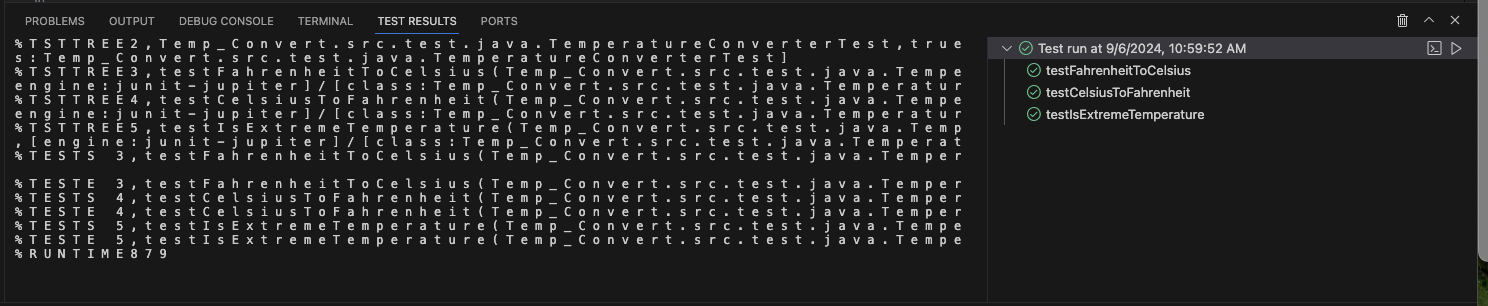 PROBLEMS OUTPUT DEBUG CONSOLE TERMINAL TEST RESULTS PORTS
%TSTTREE2,Temp_Convert.src.test.java.TemperatureConverterTest,true
s:Temp_Convert.src.test.java.TemperatureConverterTest]
%TSTTREE3,testFahrenheitToCelsius(Temp_Convert.src.test.java.Tempe
engine:junit-jupiter]/[class:Temp_Convert.src.test.java.Temperatur
%TSTTREE4,testCelsiusToFahrenheit(Temp_Convert.src.test.java.Tempe
engine:junit-jupiter]/[class:Temp_Convert.src.test.java.Temperatur
%TSTTREE5,testIsExtremeTemperature(Temp_Convert.src.test.java.Temp
,[engine:junit-jupiter]/[class:Temp_Convert.src.test.java.Temperat
%TESTS 3,testFahrenheitToCelsius(Temp_Convert.src.test.java.Temper
%TESTE 3,testFahrenheitToCelsius(Temp_Convert.src.test.java.Temper
%TESTS 4,testCelsiusToFahrenheit(Temp_Convert.src.test.java.Temper
%TESTE 4,testCelsiusToFahrenheit(Temp_Convert.src.test.java.Temper
%TESTS 5,testIsExtremeTemperature(Temp_Convert.src.test.java.Tempe
%TESTE 5,testIsExtremeTemperature(Temp_Convert.src.test.java.Tempe
%RUNTIME879
Test run at 9/6/2024, 10:59:52 AM
testFahrenheitToCelsius
testCelsiusToFahrenheit
testIsExtremeTemperature